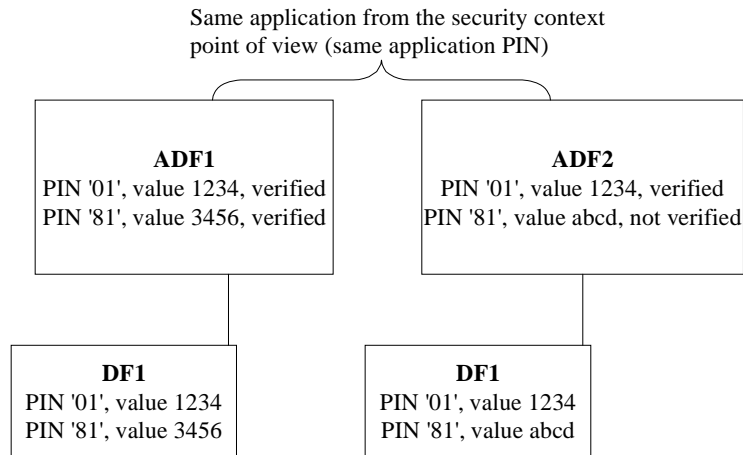 Same application from the security context
point of view (same application PIN)
ADF1
PIN '01', value 1234, verified
PIN '81', value 3456, verified
ADF2
PIN '01', value 1234, verified
PIN '81', value abcd, not verified
DF1
PIN '01', value 1234
PIN '81', value 3456
DF1
PIN '01', value 1234
PIN '81', value abcd